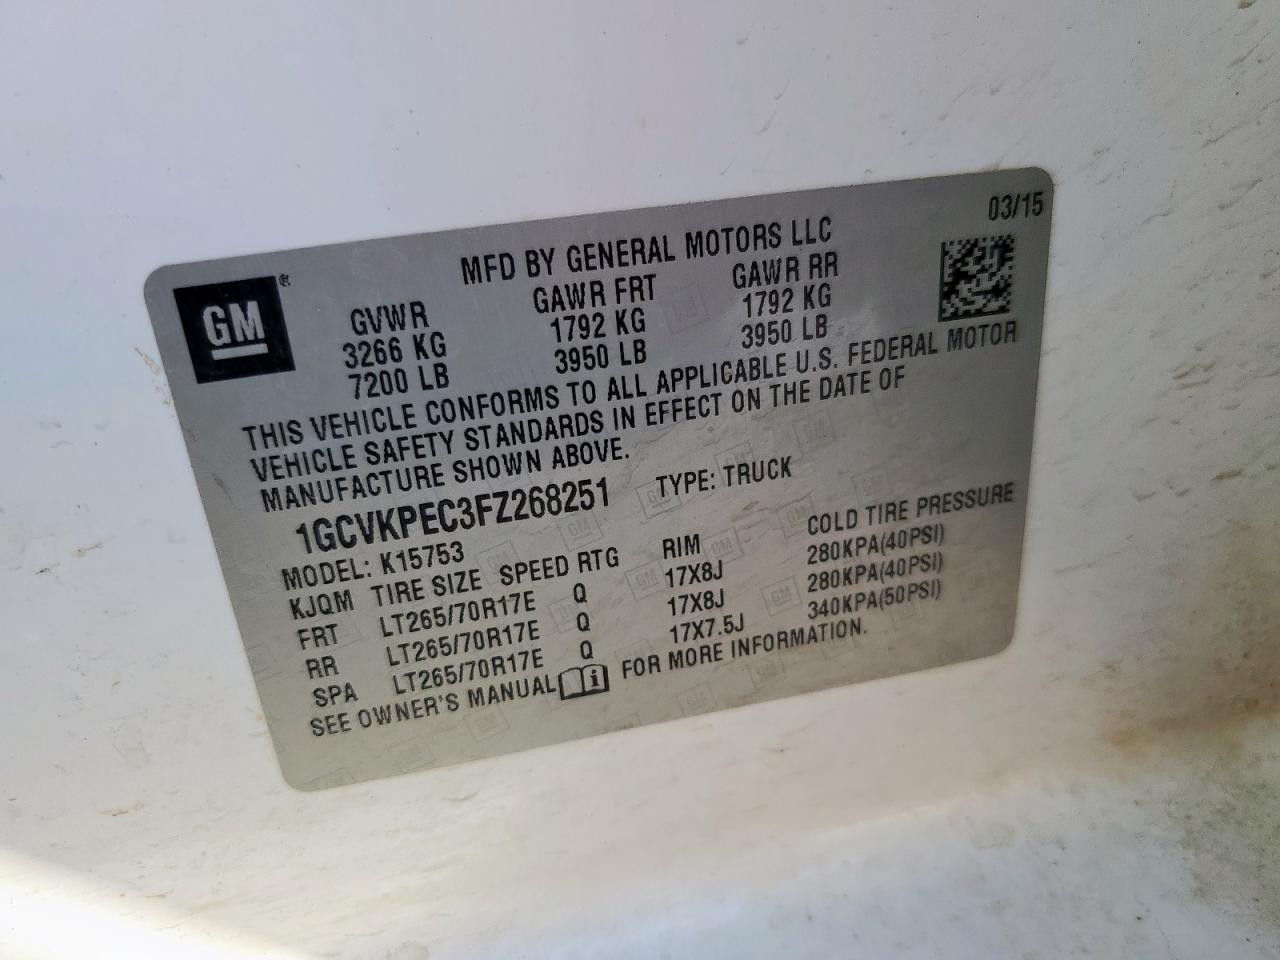 03/15
MFD BY GENERAL MOTORS LLC
GM® GVWR GAWR FRT GAWR RR
3266 KG 1792 KG 1792 KG
7200 LB 3950 LB 3950 LB
THIS VEHICLE CONFORMS TO ALL APPLICABLE U.S. FEDERAL MOTOR
VEHICLE SAFETY STANDARDS IN EFFECT ON THE DATE OF
MANUFACTURE SHOWN ABOVE.
1GCVKPEC3FZ268251 TYPE: TRUCK
MODEL: K15753
KJQM TIRE SIZE SPEED RTG RIM COLD TIRE PRESSURE
FRT LT265/70R17E Q 17X8J 280KPA(40PSI)
RR LT265/70R17E Q 17X8J 280KPA(40PSI)
SPA LT265/70R17E Q 17X7.5J 340KPA(50PSI)
SEE OWNER'S MANUAL i FOR MORE INFORMATION.